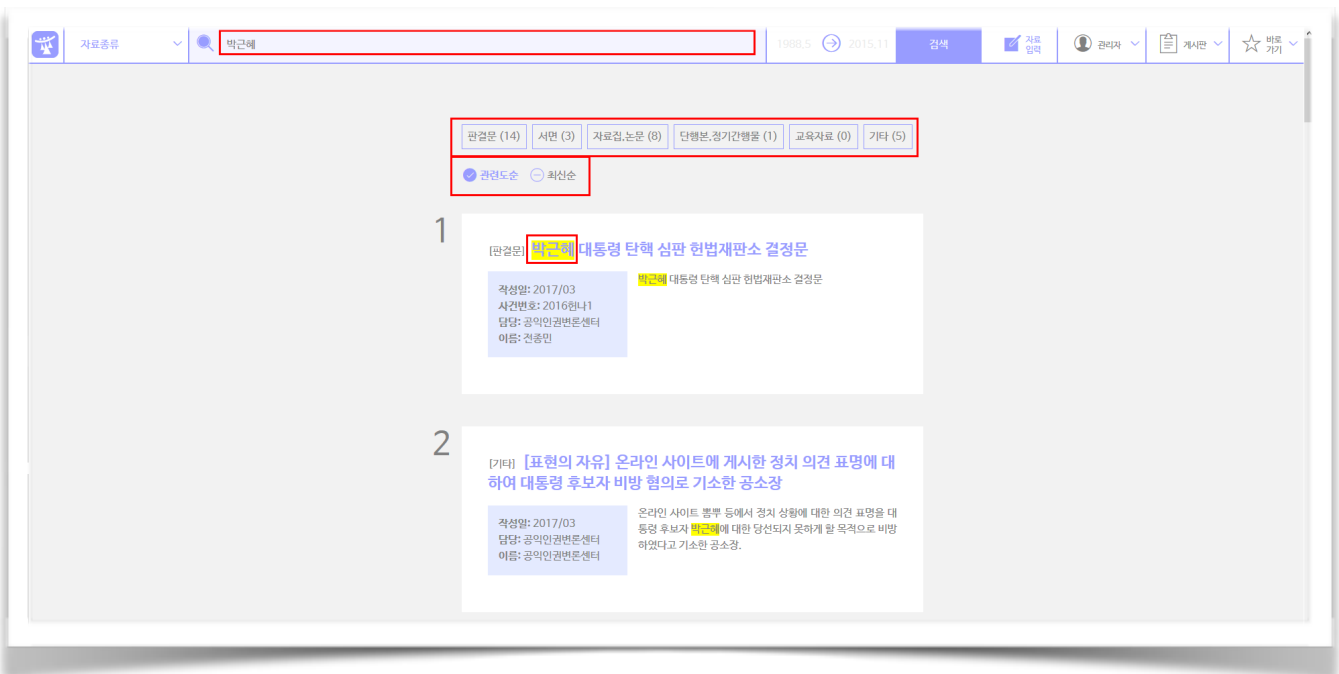 자료종류
박근혜
1988.5
2015.11
검색
자료
입력
관리자
게시판
바로
가기
판결문 (14) 서면 (3) 자료집,논문 (8) 단행본,정기간행물 (1) 교육자료 (0) 기타 (5)
관련도순 최신순
1
[판결문] 박근혜 대통령 탄핵 심판 헌법재판소 결정문
작성일: 2017/03
사건번호: 2016헌나1
담당: 공익인권변론센터
이름: 전종민
박근혜 대통령 탄핵 심판 헌법재판소 결정문
2
[기타] [표현의 자유] 온라인 사이트에 게시한 정치 의견 표명에 대
하여 대통령 후보자 비방 혐의로 기소한 공소장
작성일: 2017/03
담당: 공익인권변론센터
이름: 공익인권변론센터
온라인 사이트 뽐뿌 등에서 정치 상황에 대한 의견 표명을 대
통령 후보자 박근혜에 대한 당선되지 못하게 할 목적으로 비방
하였다고 기소한 공소장.